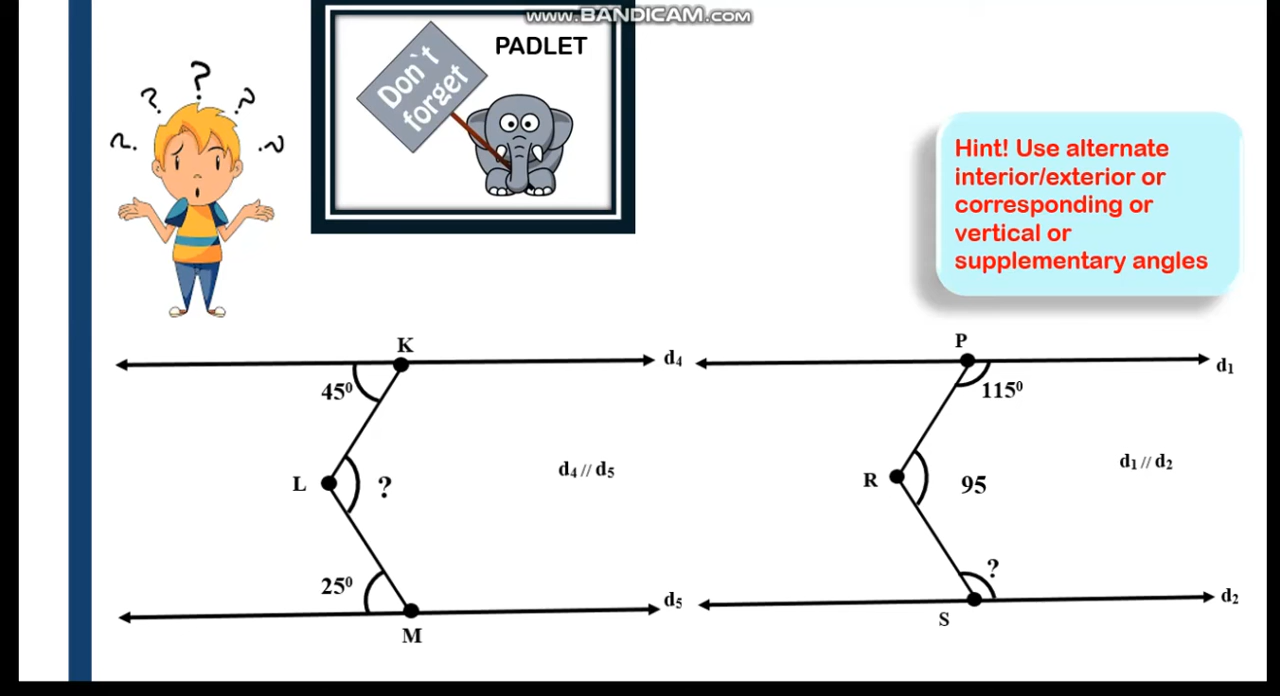 www.BANDICAM.com
PADLET
Don`t
forget
? ? ? ? ?
Hint! Use alternate
interior/exterior or
corresponding or
vertical or
supplementary angles
K
d4
45⁰
L
?
d4 // d5
25⁰
d5
M
P
d1
115⁰
d1 // d2
R
95
?
d2
S